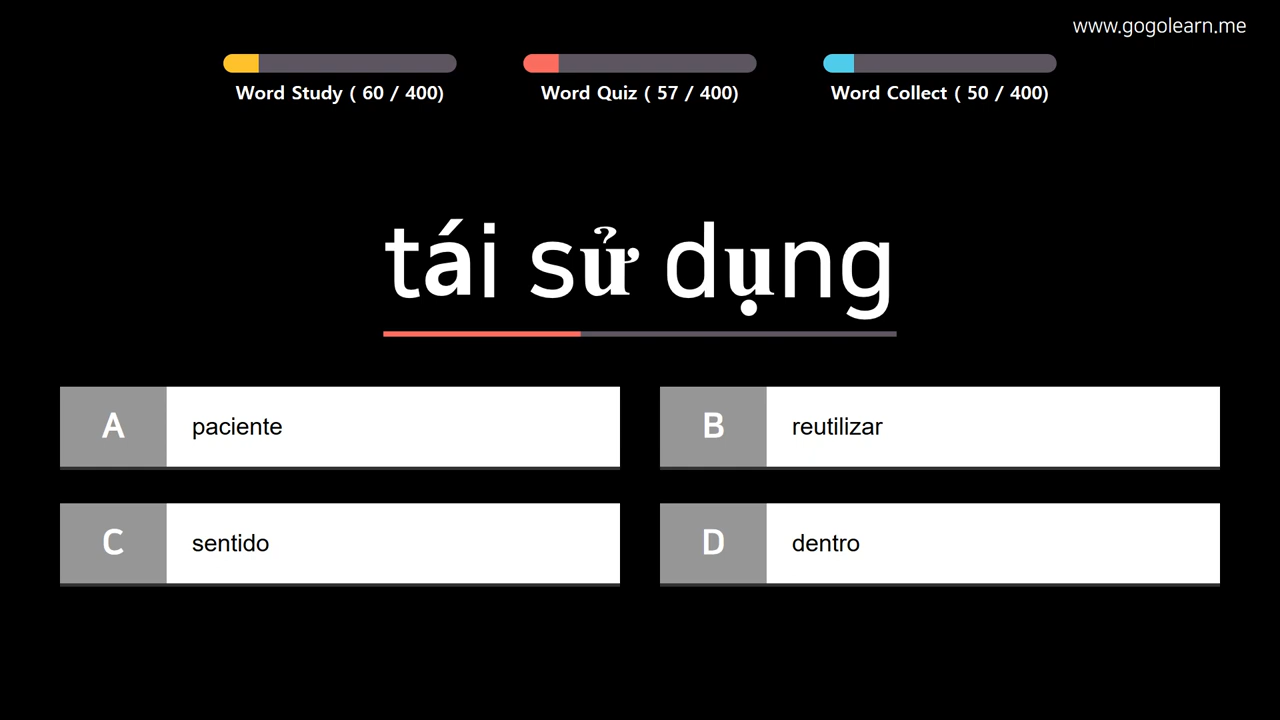 www.gogolearn.me
Word Study ( 60 / 400)
Word Quiz ( 57 / 400)
Word Collect ( 50 / 400)
tái sử dụng
A paciente
B reutilizar
C sentido
D dentro